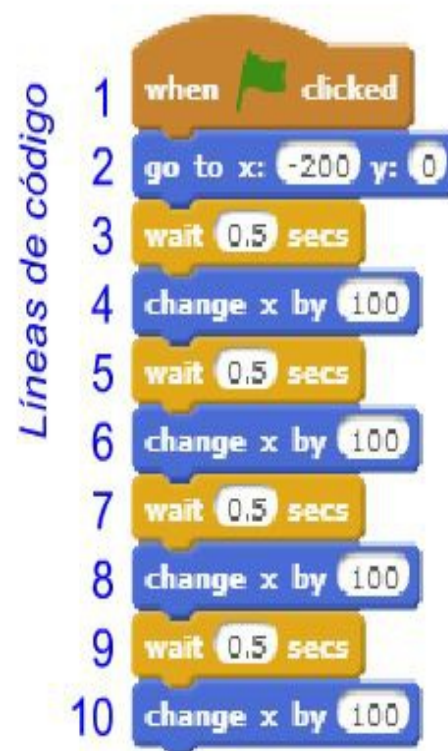 Líneas de código
1 when clicked
2 go to x: -200 y: 0
3 wait 0.5 secs
4 change x by 100
5 wait 0.5 secs
6 change x by 100
7 wait 0.5 secs
8 change x by 100
9 wait 0.5 secs
10 change x by 100